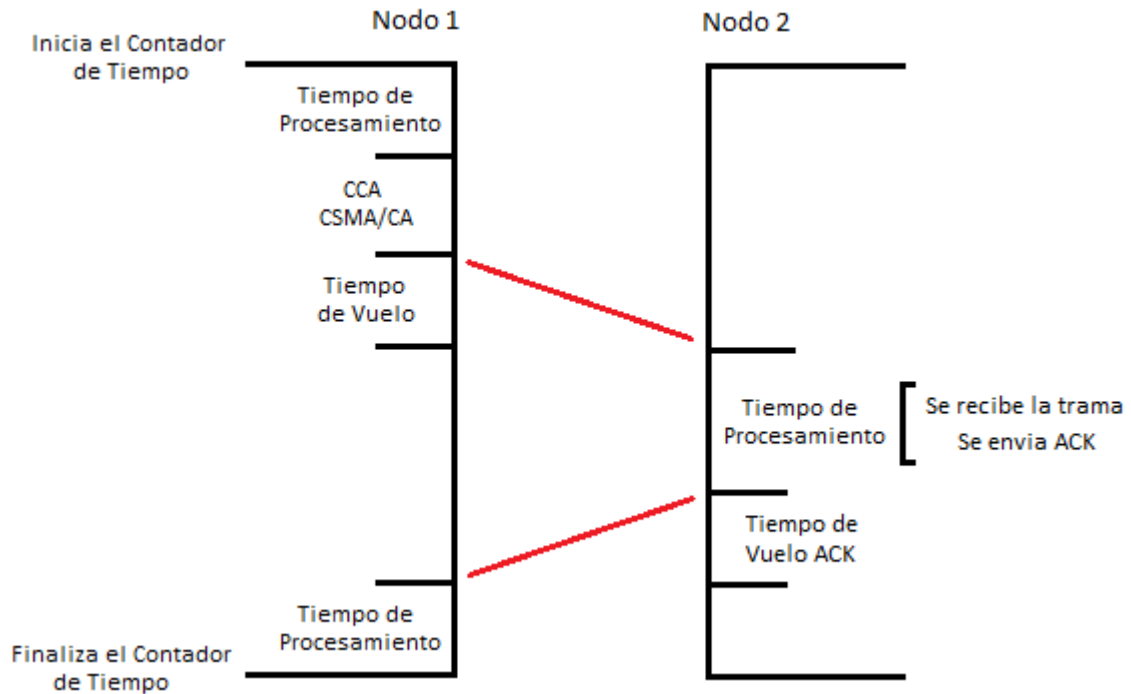 Nodo 1
Nodo 2
Inicia el Contador
de Tiempo
Tiempo de
Procesamiento
CCA
CSMA/CA
Tiempo
de Vuelo
Tiempo de
Procesamiento
Se recibe la trama
Se envia ACK
Tiempo de
Vuelo ACK
Tiempo de
Procesamiento
Finaliza el Contador
de Tiempo